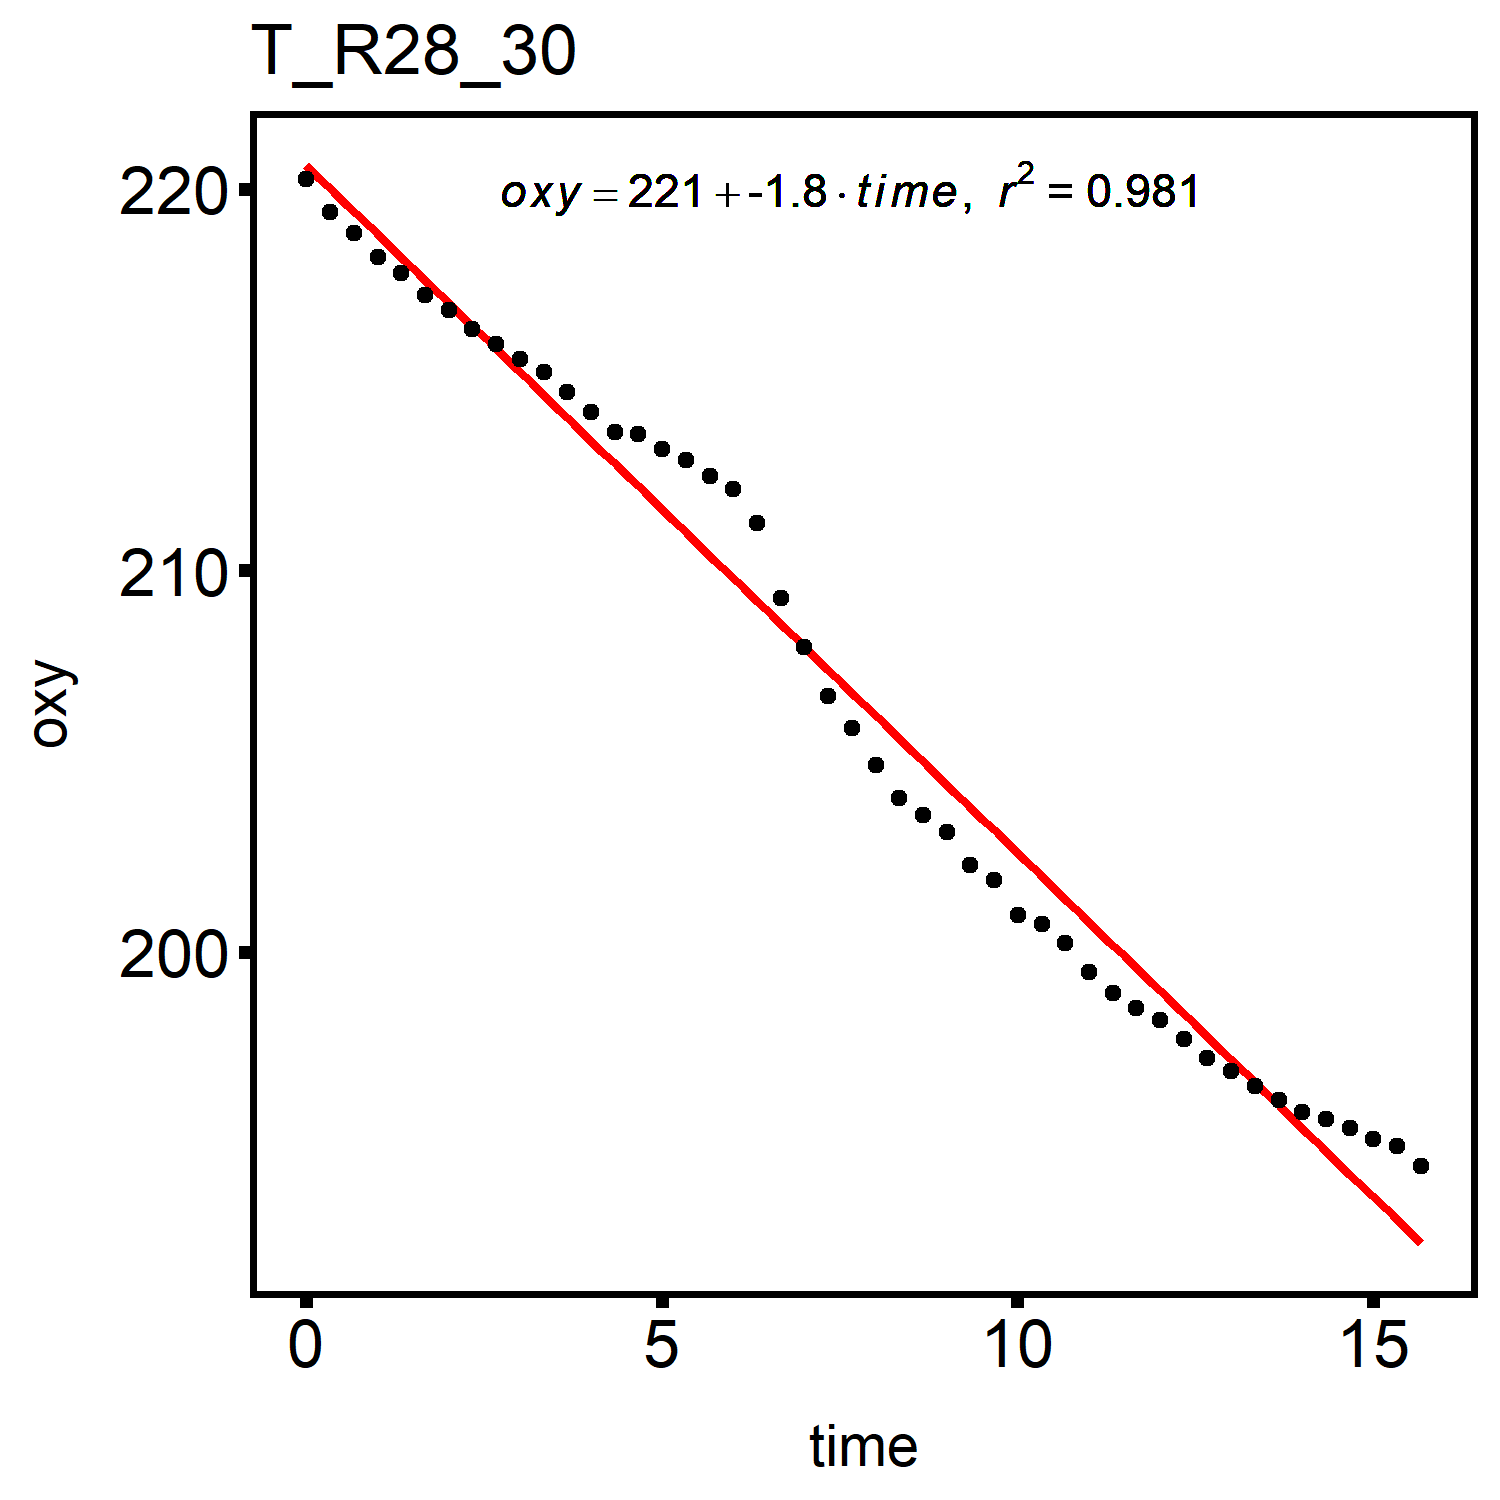 T_R28_30
oxy = 221 + -1.8 · time, r² = 0.981
220
210
200
oxy
0 5 10 15
time